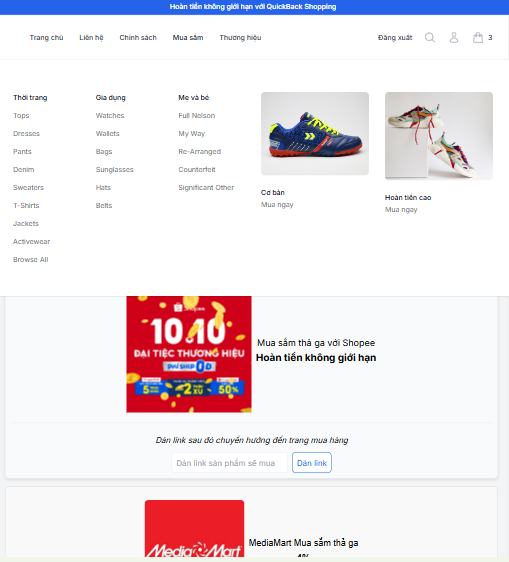 Hoàn tiền không giới hạn với QuickBack Shopping
Trang chủ Liên hệ Chính sách Mua sắm Thương hiệu Đăng xuất 3
Thời trang
Tops
Dresses
Pants
Denim
Sweaters
T-Shirts
Jackets
Activewear
Browse All
Gia dụng
Watches
Wallets
Bags
Sunglasses
Hats
Belts
Mẹ và bé
Full Nelson
My Way
Re-Arranged
Counterfeit
Significant Other
Cơ bản
Mua ngay
Hoàn tiền cao
Mua ngay
Shopee
10.10
ĐẠI TIỆC THƯƠNG HIỆU
0Đ
5
2 TRIỆU XU
50%
Mua sắm thả ga với Shopee
Hoàn tiền không giới hạn
Dán link sau đó chuyển hướng đến trang mua hàng
Dán link sản phẩm sẽ mua
Dán link
MediaMart
MediaMart Mua sắm thả ga
4%